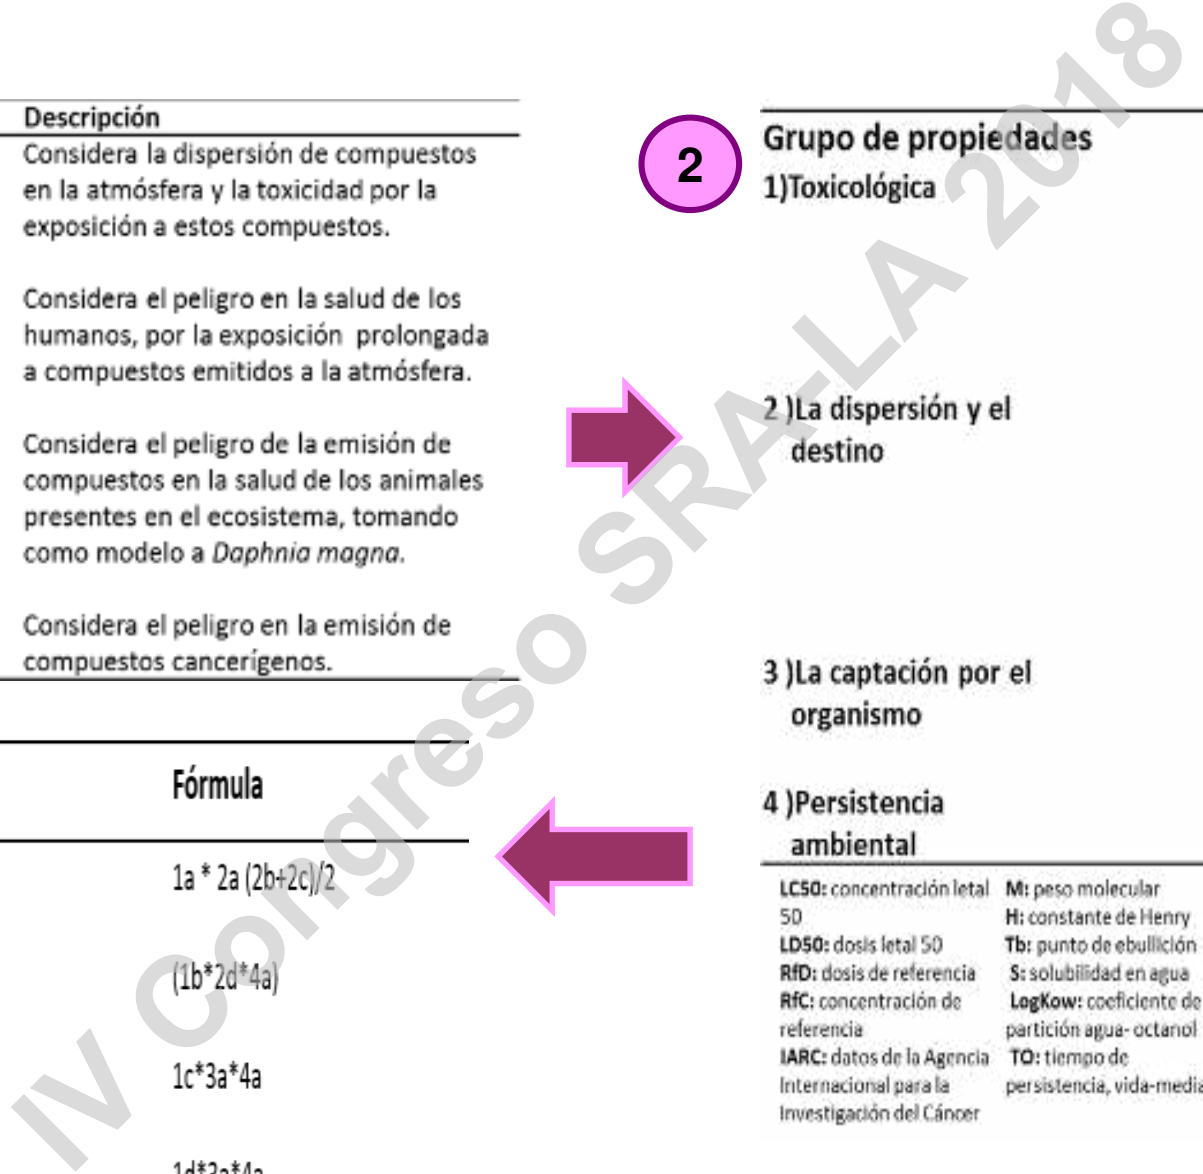 Descripción
Considera la dispersión de compuestos
en la atmósfera y la toxicidad por la
exposición a estos compuestos.
Considera el peligro en la salud de los
humanos, por la exposición prolongada
a compuestos emitidos a la atmósfera.
Considera el peligro de la emisión de
compuestos en la salud de los animales
presentes en el ecosistema, tomando
como modelo a Daphnia magna.
Considera el peligro en la emisión de
compuestos cancerígenos.
2
Grupo de propiedades
1)Toxicológica
2 )La dispersión y el
destino
3 )La captación por el
organismo
4 )Persistencia
ambiental
LC50: concentración letal
50
LD50: dosis letal 50
RfD: dosis de referencia
RfC: concentración de
referencia
IARC: datos de la Agencia
Internacional para la
Investigación del Cáncer
M: peso molecular
H: constante de Henry
Tb: punto de ebullición
S: solubilidad en agua
LogKow: coeficiente de
partición agua- octanol
TO: tiempo de
persistencia, vida-media
Fórmula
1a * 2a (2b+2c)/2
(1b*2d*4a)
1c*3a*4a
1d*3a*4a
IV Congreso SRA-LA 2018